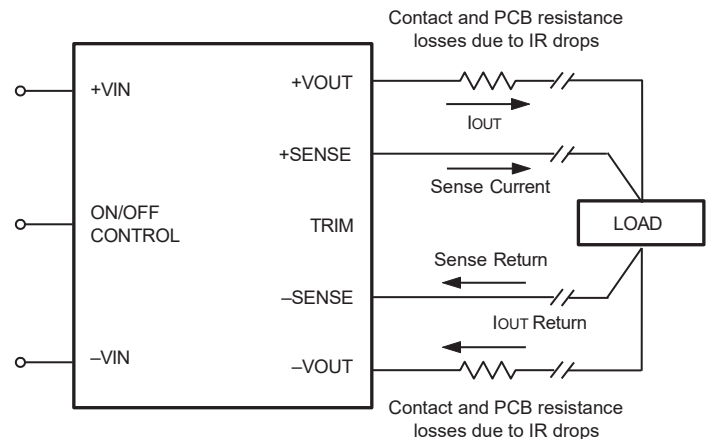 Contact and PCB resistance
losses due to IR drops
+VOUT
+VIN
IOUT
+SENSE
Sense Current
ON/OFF
CONTROL
TRIM
LOAD
Sense Return
–SENSE
IOUT Return
–VIN
–VOUT
Contact and PCB resistance
losses due to IR drops